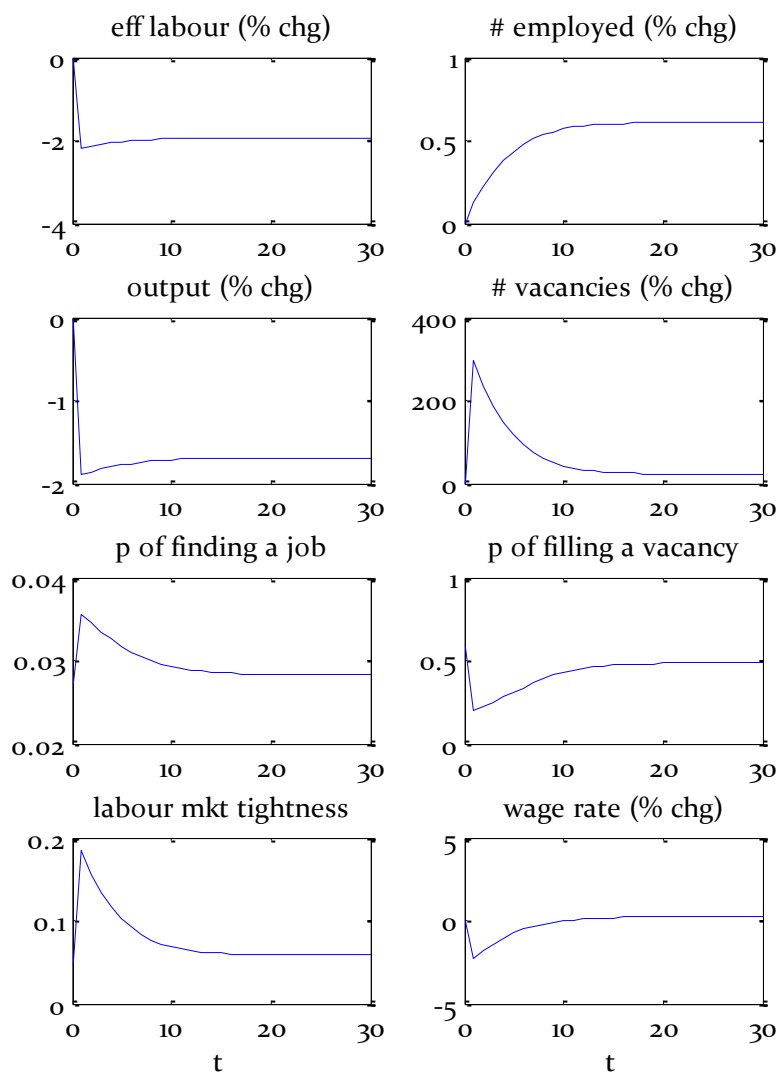 eff labour (% chg)
0
-2
-4
0 10 20 30
# employed (% chg)
1
0.5
0
0 10 20 30
output (% chg)
0
-1
-2
0 10 20 30
# vacancies (% chg)
400
200
0
0 10 20 30
p of finding a job
0.04
0.03
0.02
0 10 20 30
p of filling a vacancy
1
0.5
0
0 10 20 30
labour mkt tightness
0.2
0.1
0
0 10 20 30
t
wage rate (% chg)
5
0
-5
0 10 20 30
t